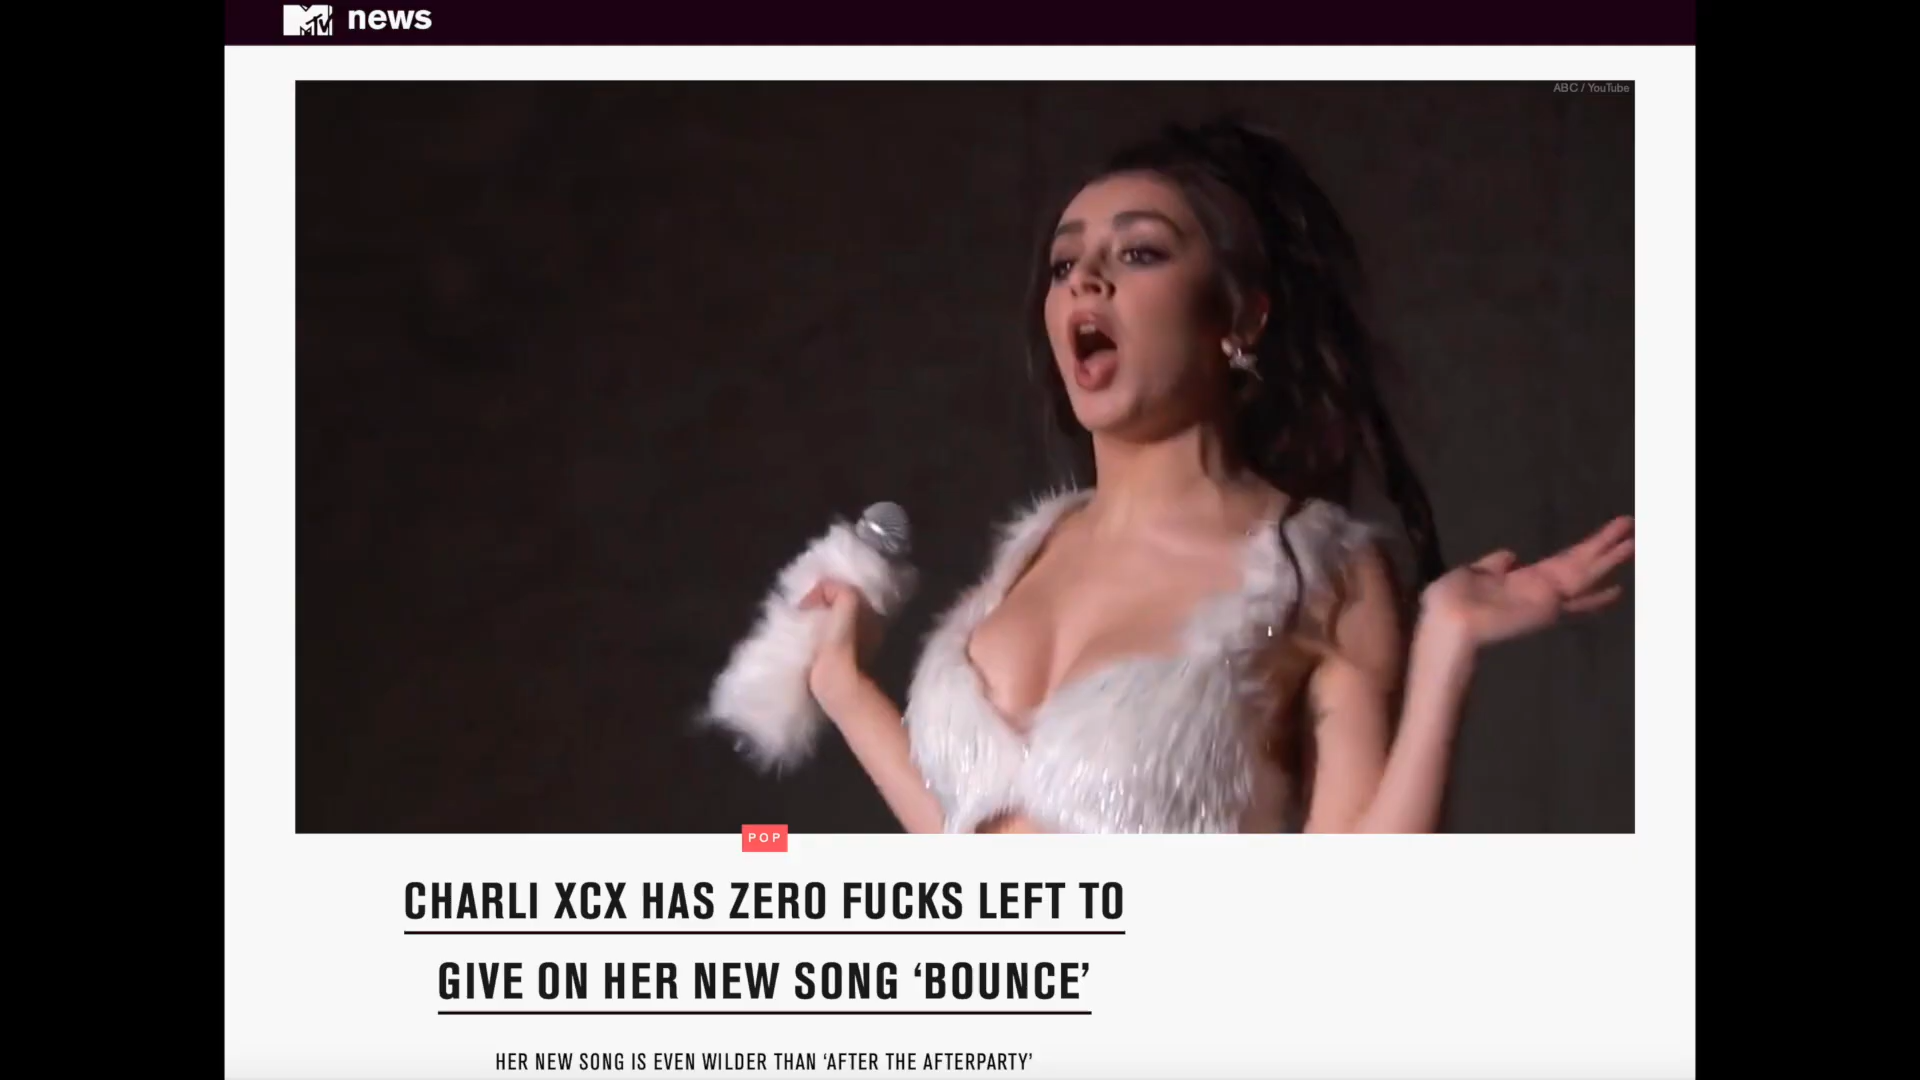 MTV news
ABC / YouTube
POP
CHARLI XCX HAS ZERO FUCKS LEFT TO
GIVE ON HER NEW SONG ‘BOUNCE’
HER NEW SONG IS EVEN WILDER THAN ‘AFTER THE AFTERPARTY’